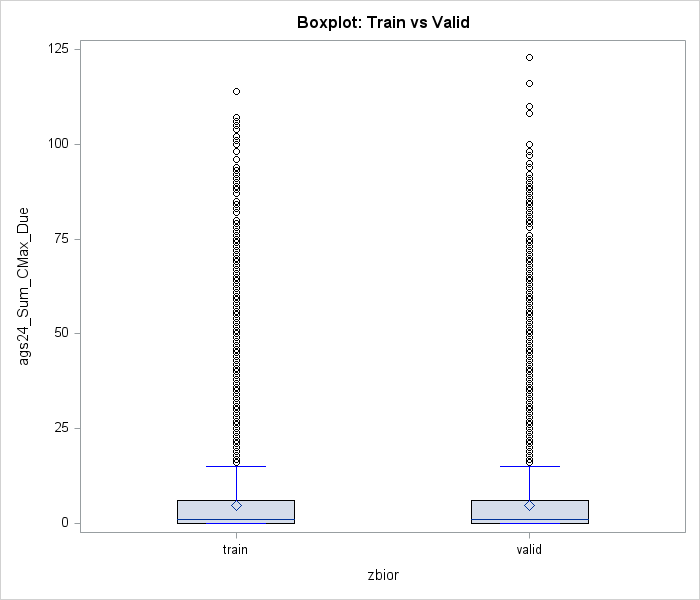 Boxplot: Train vs Valid
125
100
75
50
25
0
ags24_Sum_CMax_Due
train
valid
zbior